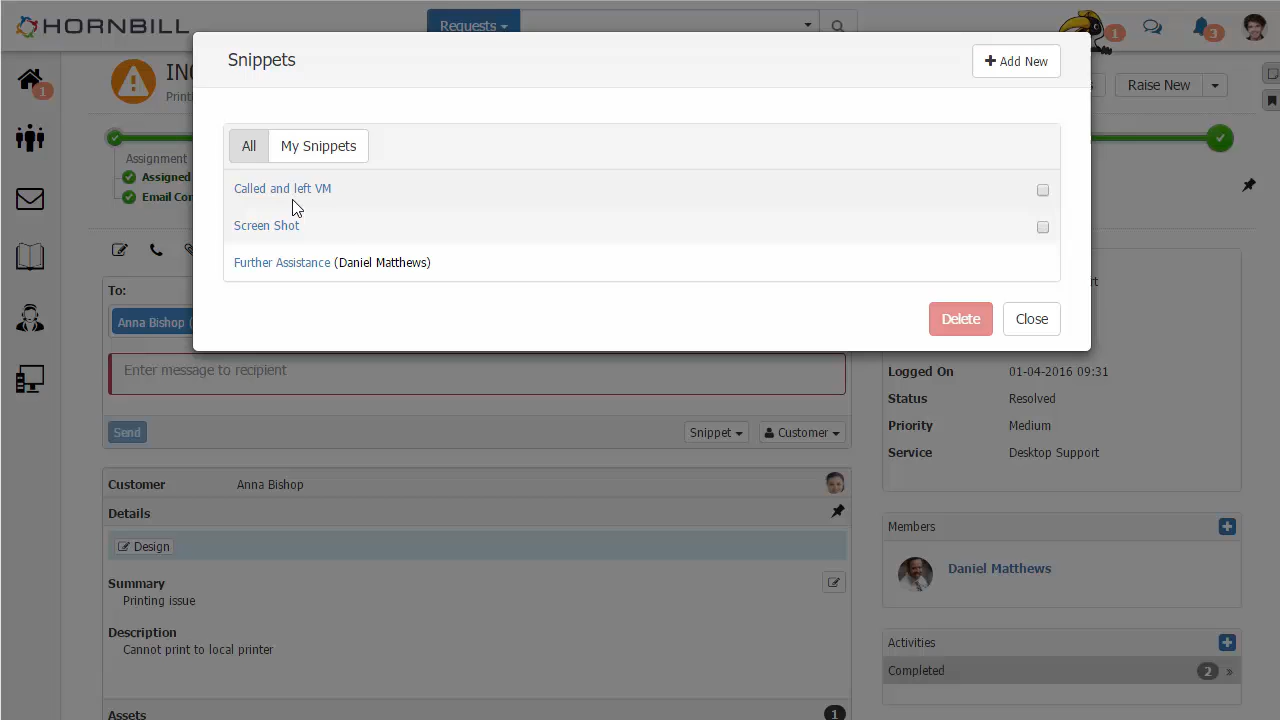 HORNBILL
Requests
1
3
Snippets
Add New
INC
Printi
Raise New
1
All
My Snippets
Assignment
Assigned
Email Con
Called and left VM
Screen Shot
Further Assistance (Daniel Matthews)
To:
Delete
Close
Anna Bishop (
Enter message to recipient
Send
Snippet
Customer
Logged On 01-04-2016 09:31
Status Resolved
Priority Medium
Service Desktop Support
Customer Anna Bishop
Details
Design
Summary
Printing issue
Description
Cannot print to local printer
Assets
1
Members
Daniel Matthews
Activities
Completed 2 »